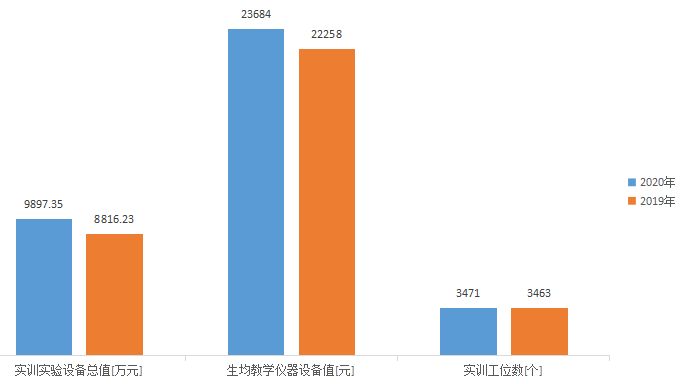 23684
22258
9897.35
8816.23
3471
3463
2020年
2019年
实训实验设备总值[万元]
生均教学仪器设备值[元]
实训工位数[个]